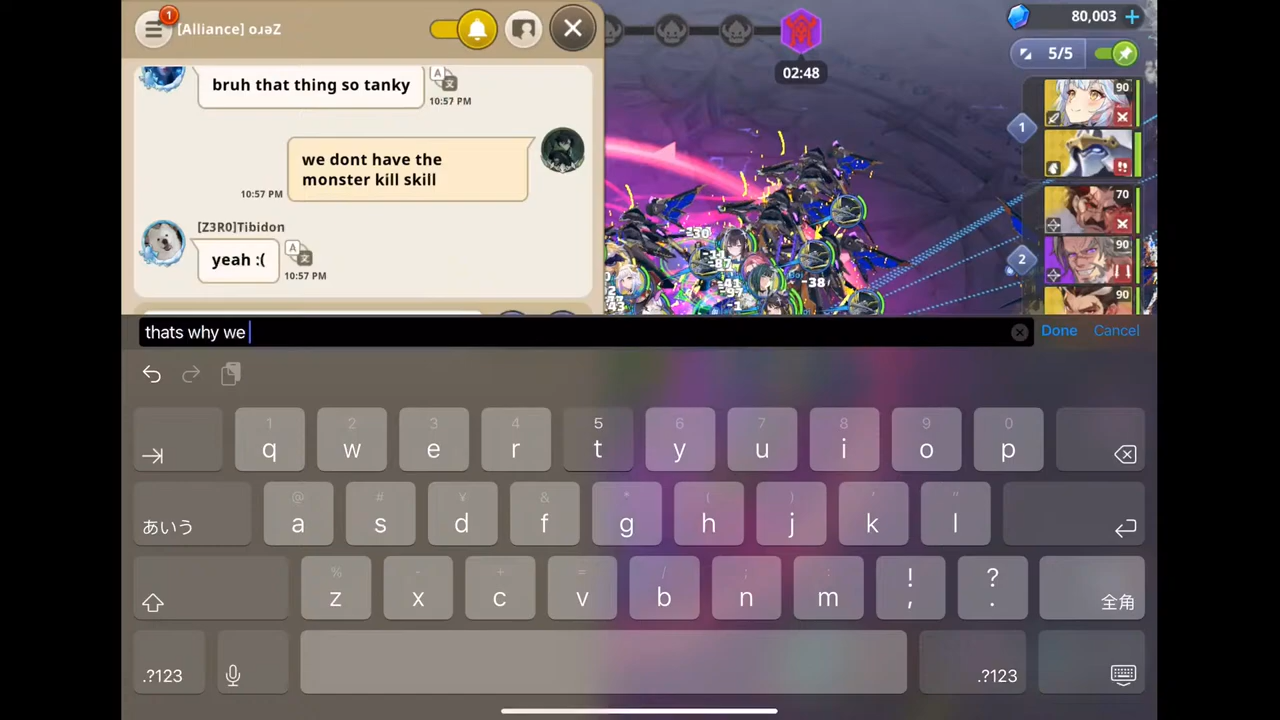 1
[Alliance] oɹǝZ
bruh that thing so tanky
10:57 PM
we dont have the
monster kill skill
10:57 PM
[Z3R0]Tibidon
yeah :(
10:57 PM
02:48
80,003
5/5
1
90
70
2
90
90
-30
-38
thats why we
Done
Cancel
1 2 3 4 5 6 7 8 9 0
q w e r t y u i o p
@ # ¥ & * ( ) ' "
あいう a s d f g h j k l
% - + = / ; : ! ?
z x c v b n m , . 全角
.?123
.?123